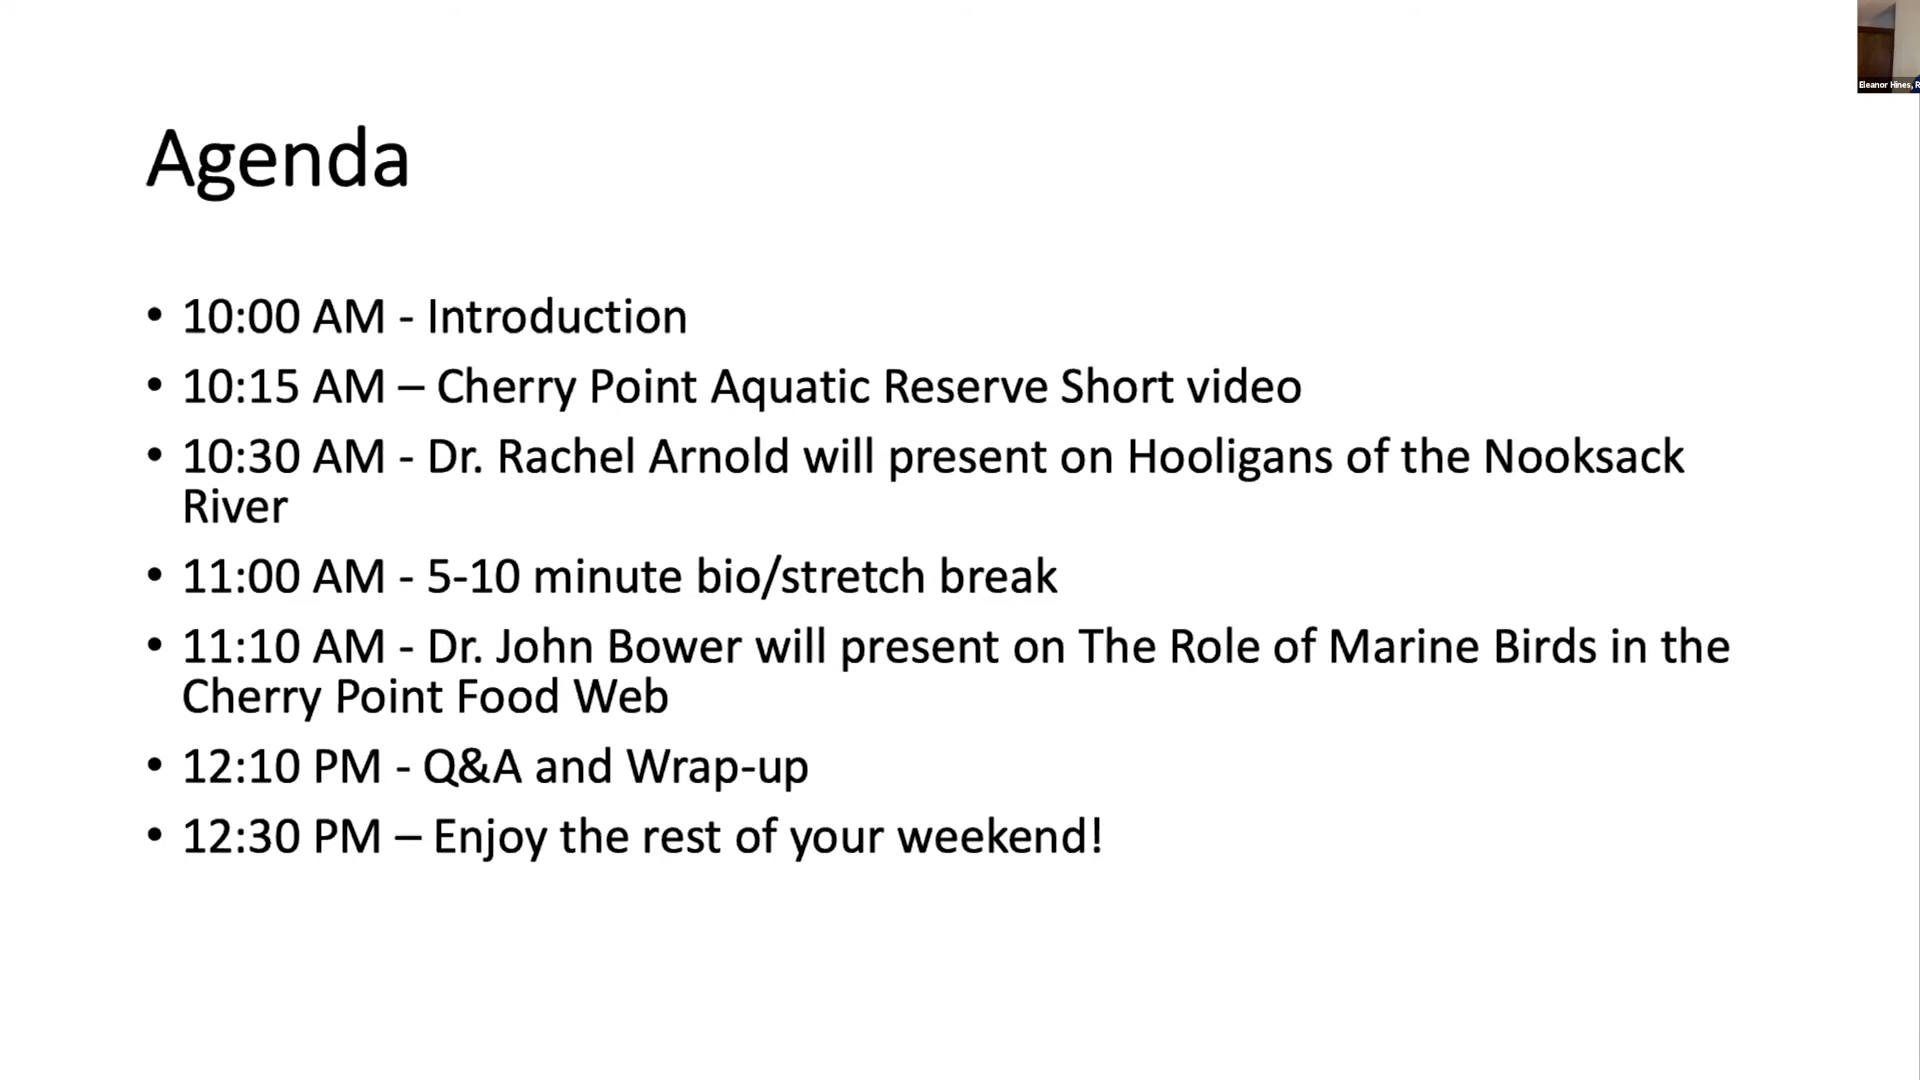 Eleanor Hines, R
Agenda
• 10:00 AM - Introduction
• 10:15 AM – Cherry Point Aquatic Reserve Short video
• 10:30 AM - Dr. Rachel Arnold will present on Hooligans of the Nooksack
River
• 11:00 AM - 5-10 minute bio/stretch break
• 11:10 AM - Dr. John Bower will present on The Role of Marine Birds in the
Cherry Point Food Web
• 12:10 PM - Q&A and Wrap-up
• 12:30 PM – Enjoy the rest of your weekend!